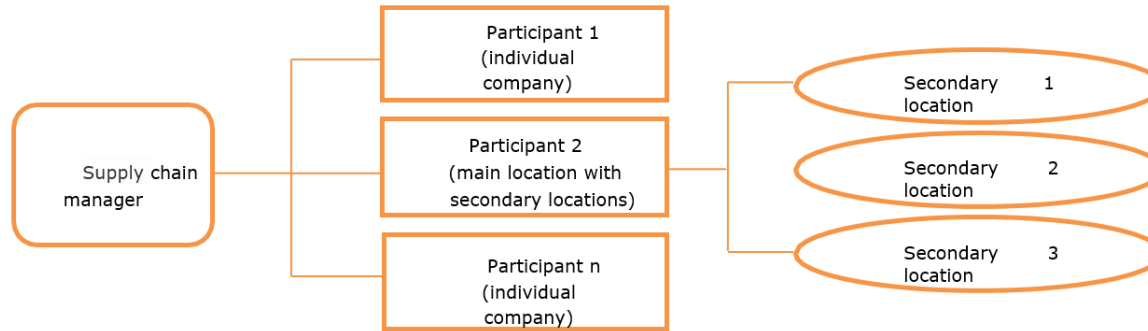 Supply chain
manager
Participant 1
(individual
company)
Participant 2
(main location with
secondary locations)
Participant n
(individual
company)
Secondary 1
location
Secondary 2
location
Secondary 3
location